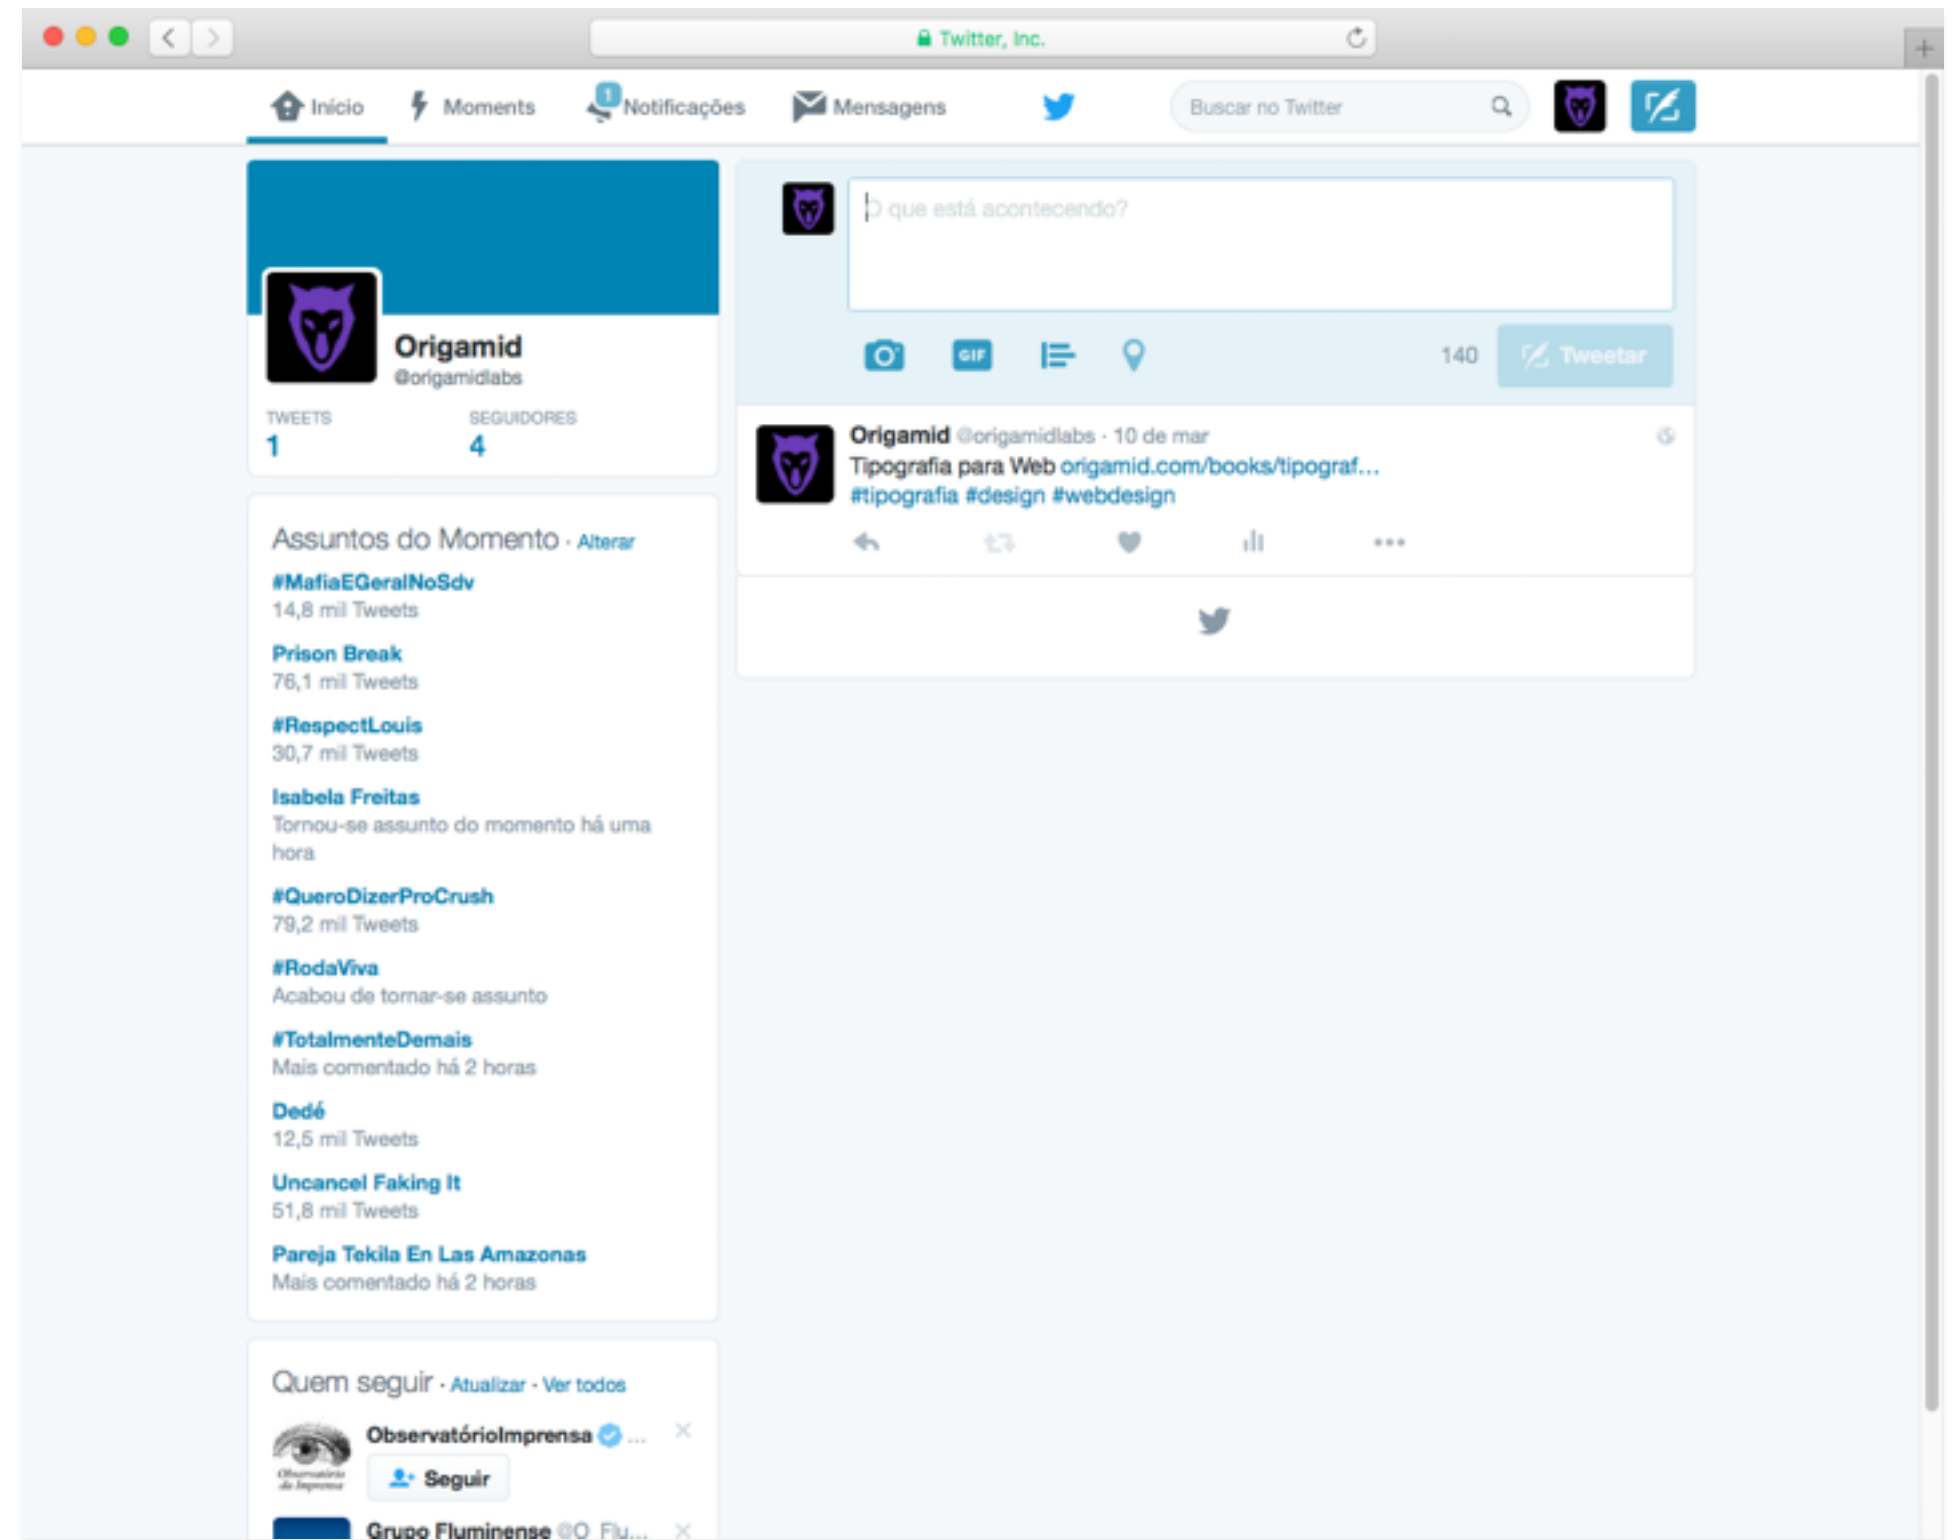 Twitter, Inc.
Início
Moments
1
Notificações
Mensagens
Buscar no Twitter
Origamid
@origamidlabs
TWEETS SEGUIDORES
1 4
O que está acontecendo?
GIF
140
Tweetar
Origamid @origamidlabs · 10 de mar
Tipografia para Web origamid.com/books/tipograf...
#tipografia #design #webdesign
Assuntos do Momento · Alterar
#MafiaEGeralNoSdv
14,8 mil Tweets
Prison Break
76,1 mil Tweets
#RespectLouis
30,7 mil Tweets
Isabela Freitas
Tornou-se assunto do momento há uma
hora
#QueroDizerProCrush
79,2 mil Tweets
#RodaViva
Acabou de tornar-se assunto
#TotalmenteDemais
Mais comentado há 2 horas
Dedé
12,5 mil Tweets
Uncancel Faking It
51,8 mil Tweets
Pareja Tekila En Las Amazonas
Mais comentado há 2 horas
Quem seguir · Atualizar · Ver todos
ObservatórioImprensa ...
Observatório
da Imprensa
Seguir
Grupo Fluminense @O_Flu...